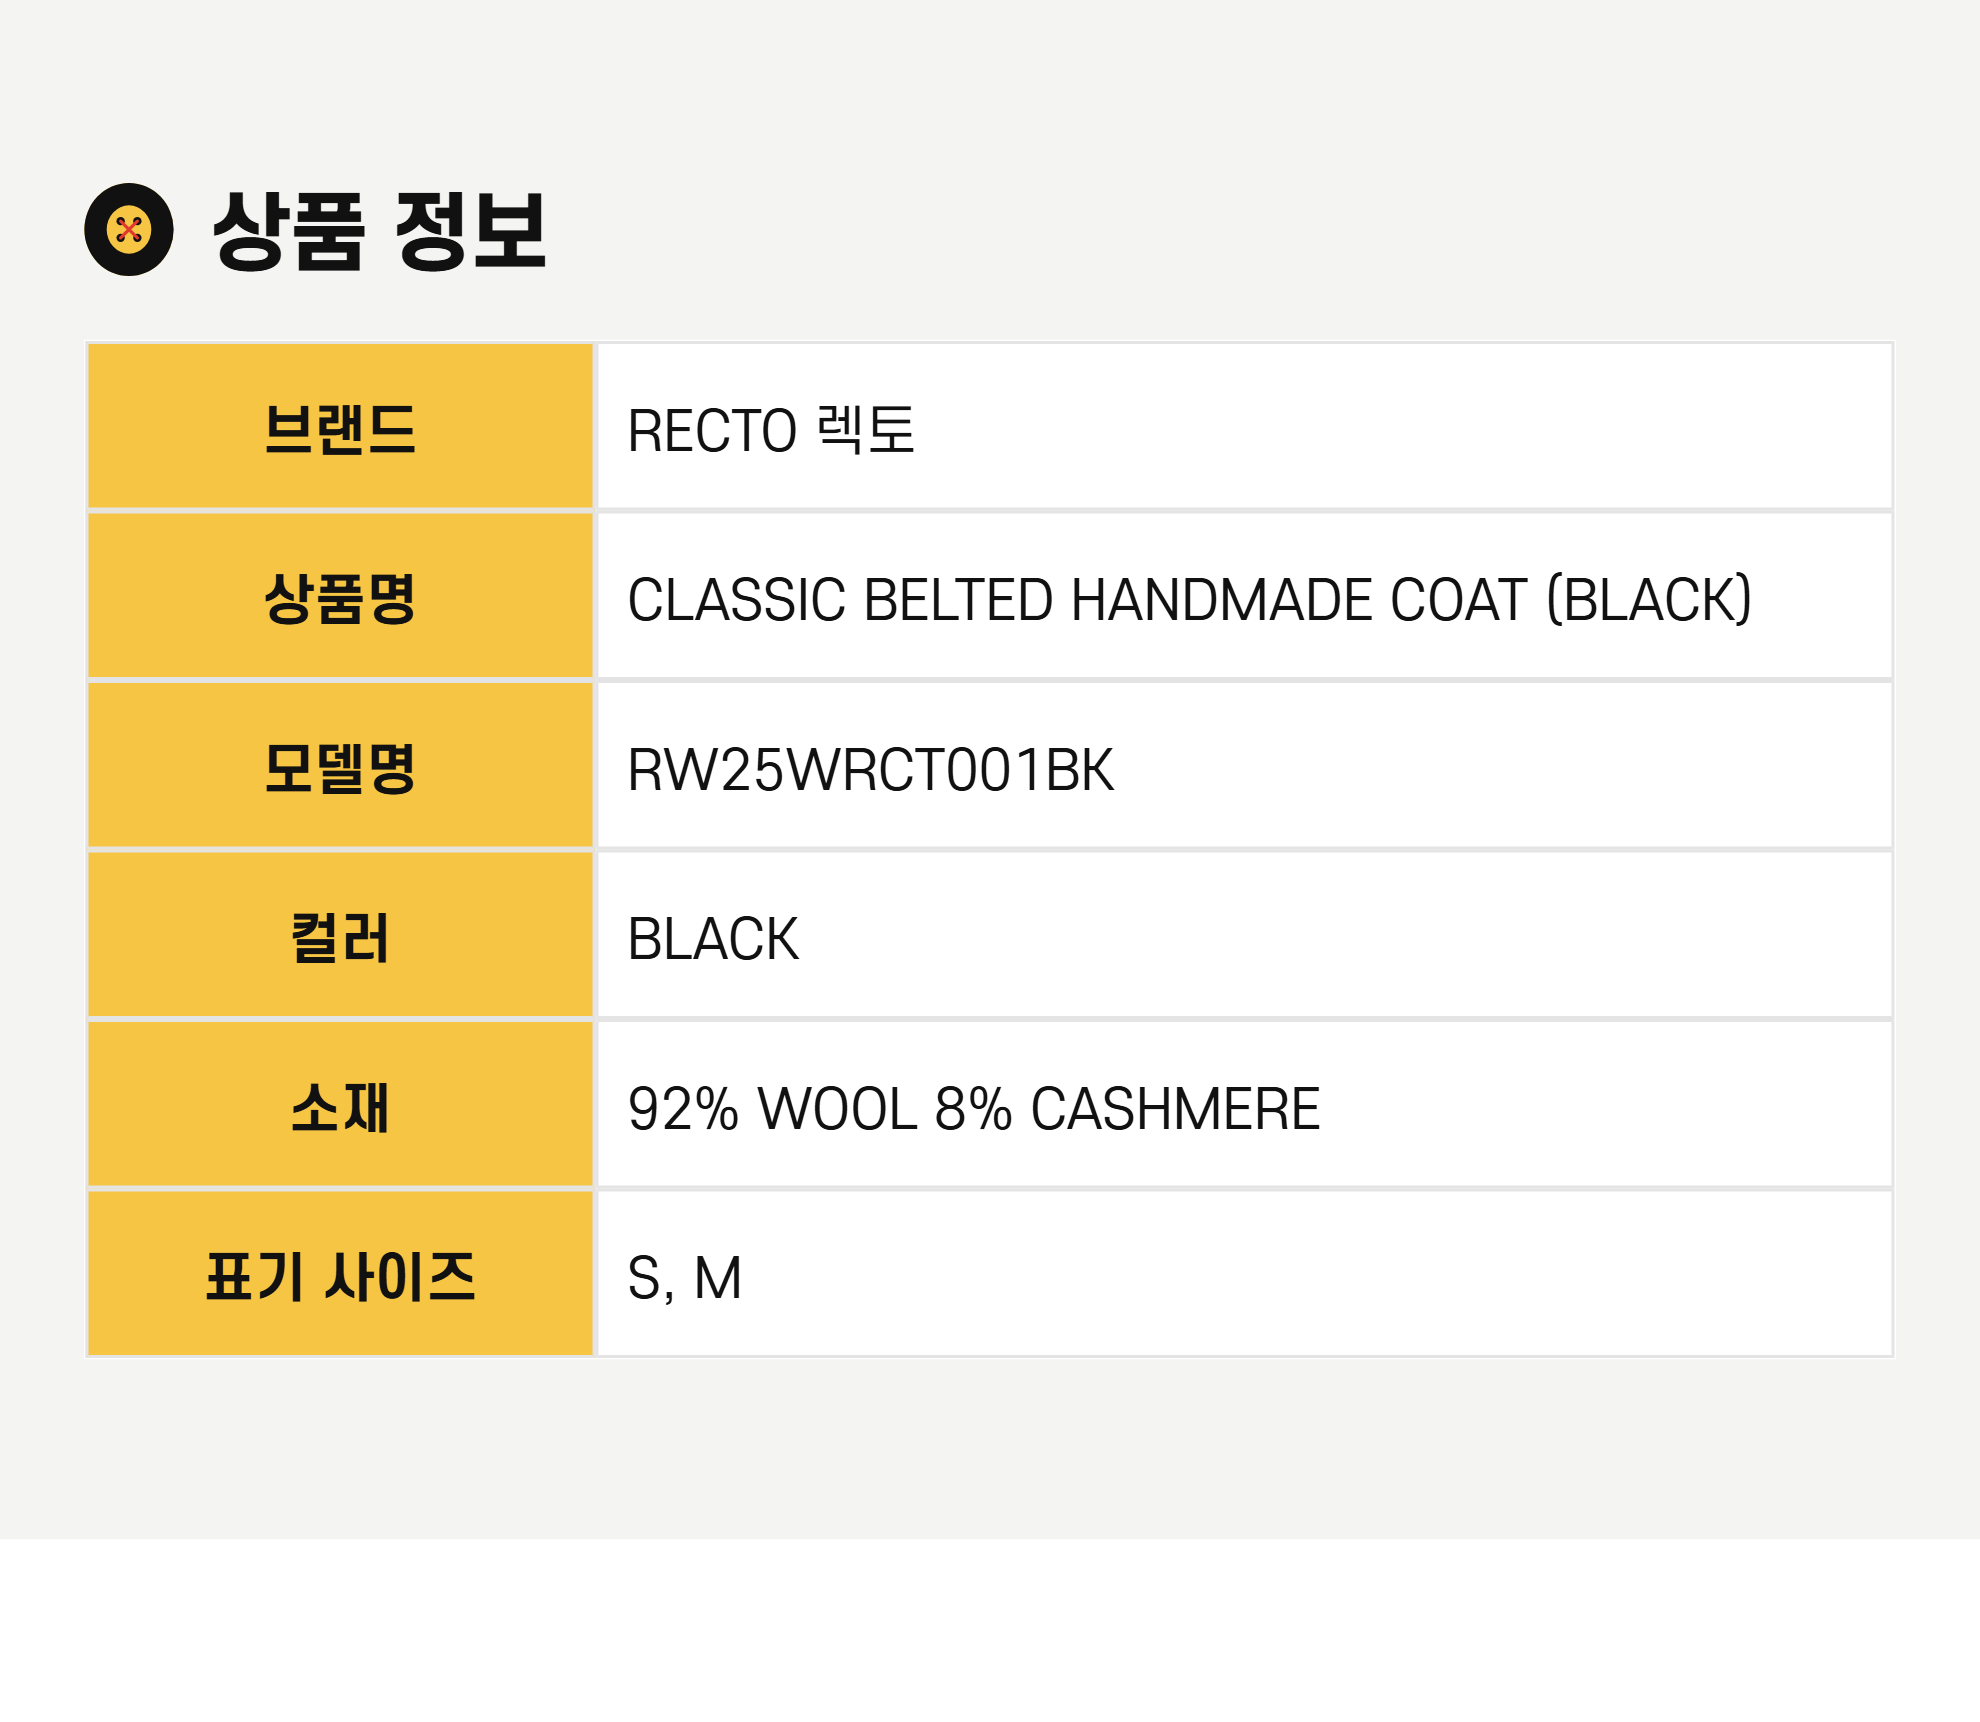 상품 정보
브랜드 RECTO 렉토
상품명 CLASSIC BELTED HANDMADE COAT (BLACK)
모델명 RW25WRCT001BK
컬러 BLACK
소재 92% WOOL 8% CASHMERE
표기 사이즈 S, M